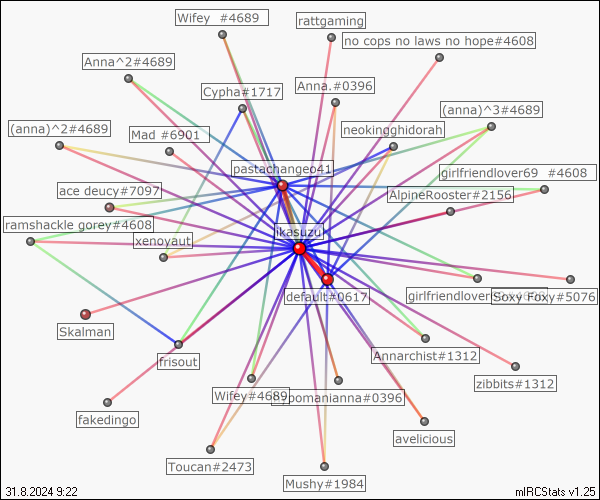 Wifey #4689
rattgaming
no cops no laws no hope#4608
Anna^2#4689
Cypha#1717
Anna.#0396
(anna)^3#4689
(anna)^2#4689
Mad #6901
neokingghidorah
pastachangeo41
girlfriendlover69 #4608
ace deucy#7097
AlpineRooster#2156
ramshackle gorey#4608
ikasuzu
xenoyaut
default#0617
girlfriendlover
Soxy Foxy#5076
Skalman
Annarchist#1312
frisout
zibbits#1312
Wifey#4689
pomanianna#0396
fakedingo
avelicious
Toucan#2473
Mushy#1984
31.8.2024 9:22
mIRCStats v1.25